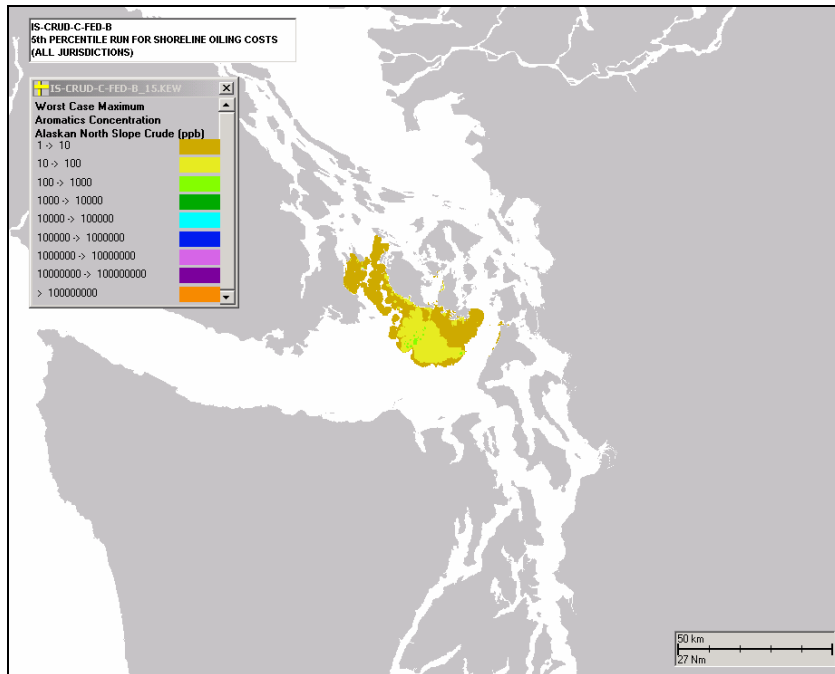 IS-CRUD-C-FED-B
5th PERCENTILE RUN FOR SHORELINE OILING COSTS
(ALL JURISDICTIONS)
IS-CRUD-C-FED-B_15.KEW
Worst Case Maximum
Aromatics Concentration
Alaskan North Slope Crude (ppb)
1 -> 10
10 -> 100
100 -> 1000
1000 -> 10000
10000 -> 100000
100000 -> 1000000
1000000 -> 10000000
10000000 -> 100000000
> 100000000
50 km
27 Nm